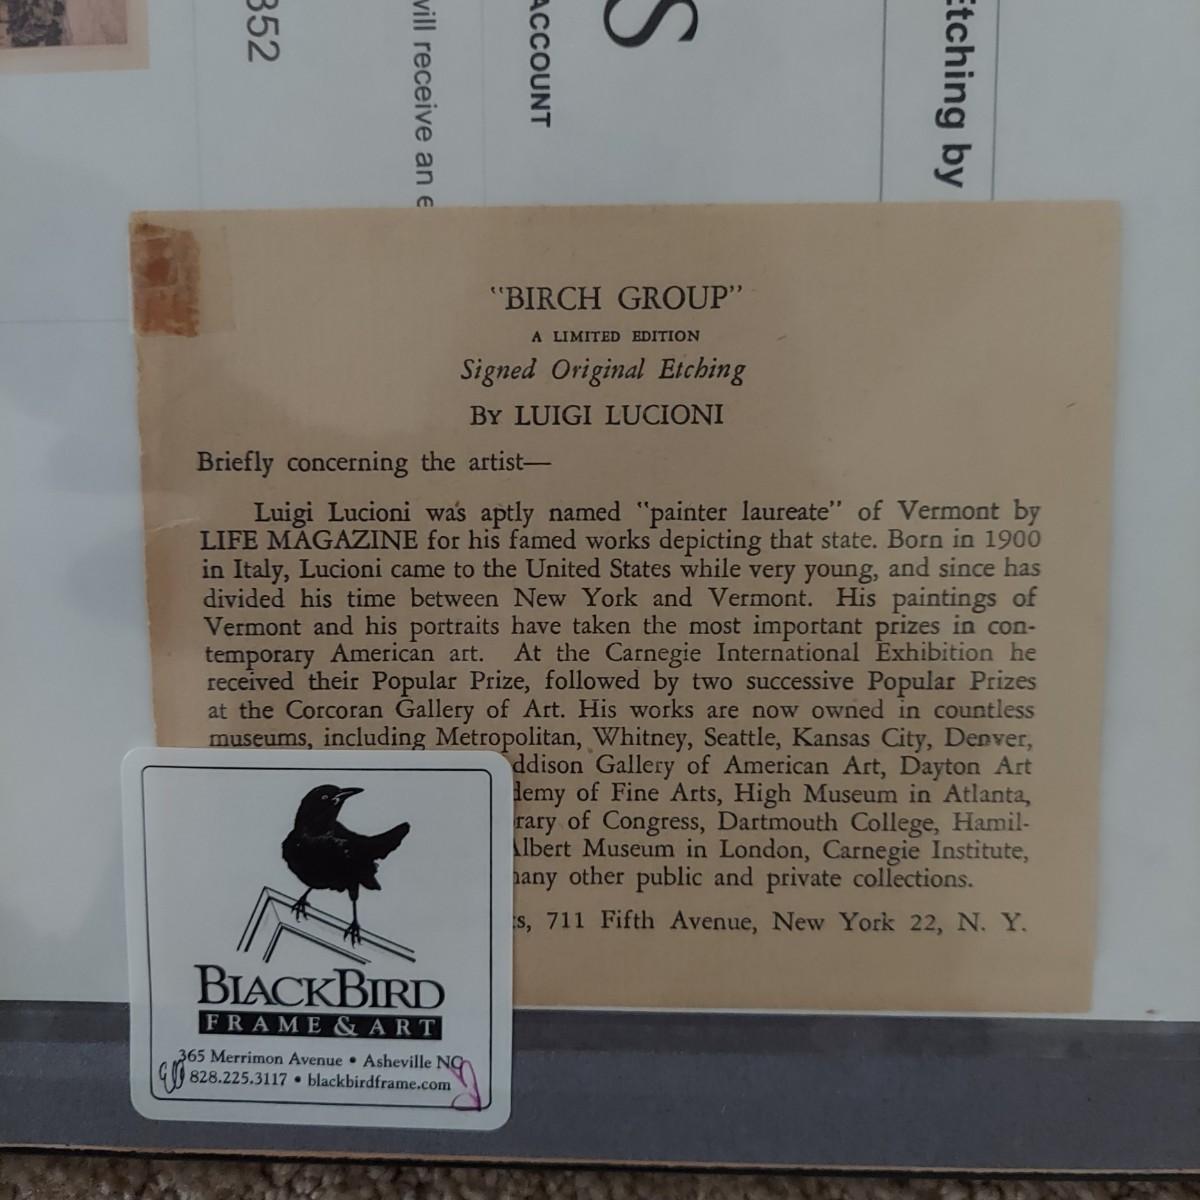 352
will receive an
ACCOUNT
S
Etching by
"BIRCH GROUP"
A LIMITED EDITION
Signed Original Etching
By LUIGI LUCIONI
Briefly concerning the artist—
Luigi Lucioni was aptly named "painter laureate" of Vermont by
LIFE MAGAZINE for his famed works depicting that state. Born in 1900
in Italy, Lucioni came to the United States while very young, and since has
divided his time between New York and Vermont. His paintings of
Vermont and his portraits have taken the most important prizes in con-
temporary American art. At the Carnegie International Exhibition he
received their Popular Prize, followed by two successive Popular Prizes
at the Corcoran Gallery of Art. His works are now owned in countless
museums, including Metropolitan, Whitney, Seattle, Kansas City, Denver,
ddison Gallery of American Art, Dayton Art
demy of Fine Arts, High Museum in Atlanta,
rary of Congress, Dartmouth College, Hamil-
Albert Museum in London, Carnegie Institute,
many other public and private collections.
s, 711 Fifth Avenue, New York 22, N. Y.
BLACKBIRD
FRAME & ART
365 Merrimon Avenue • Asheville NC
828.225.3117 • blackbirdframe.com